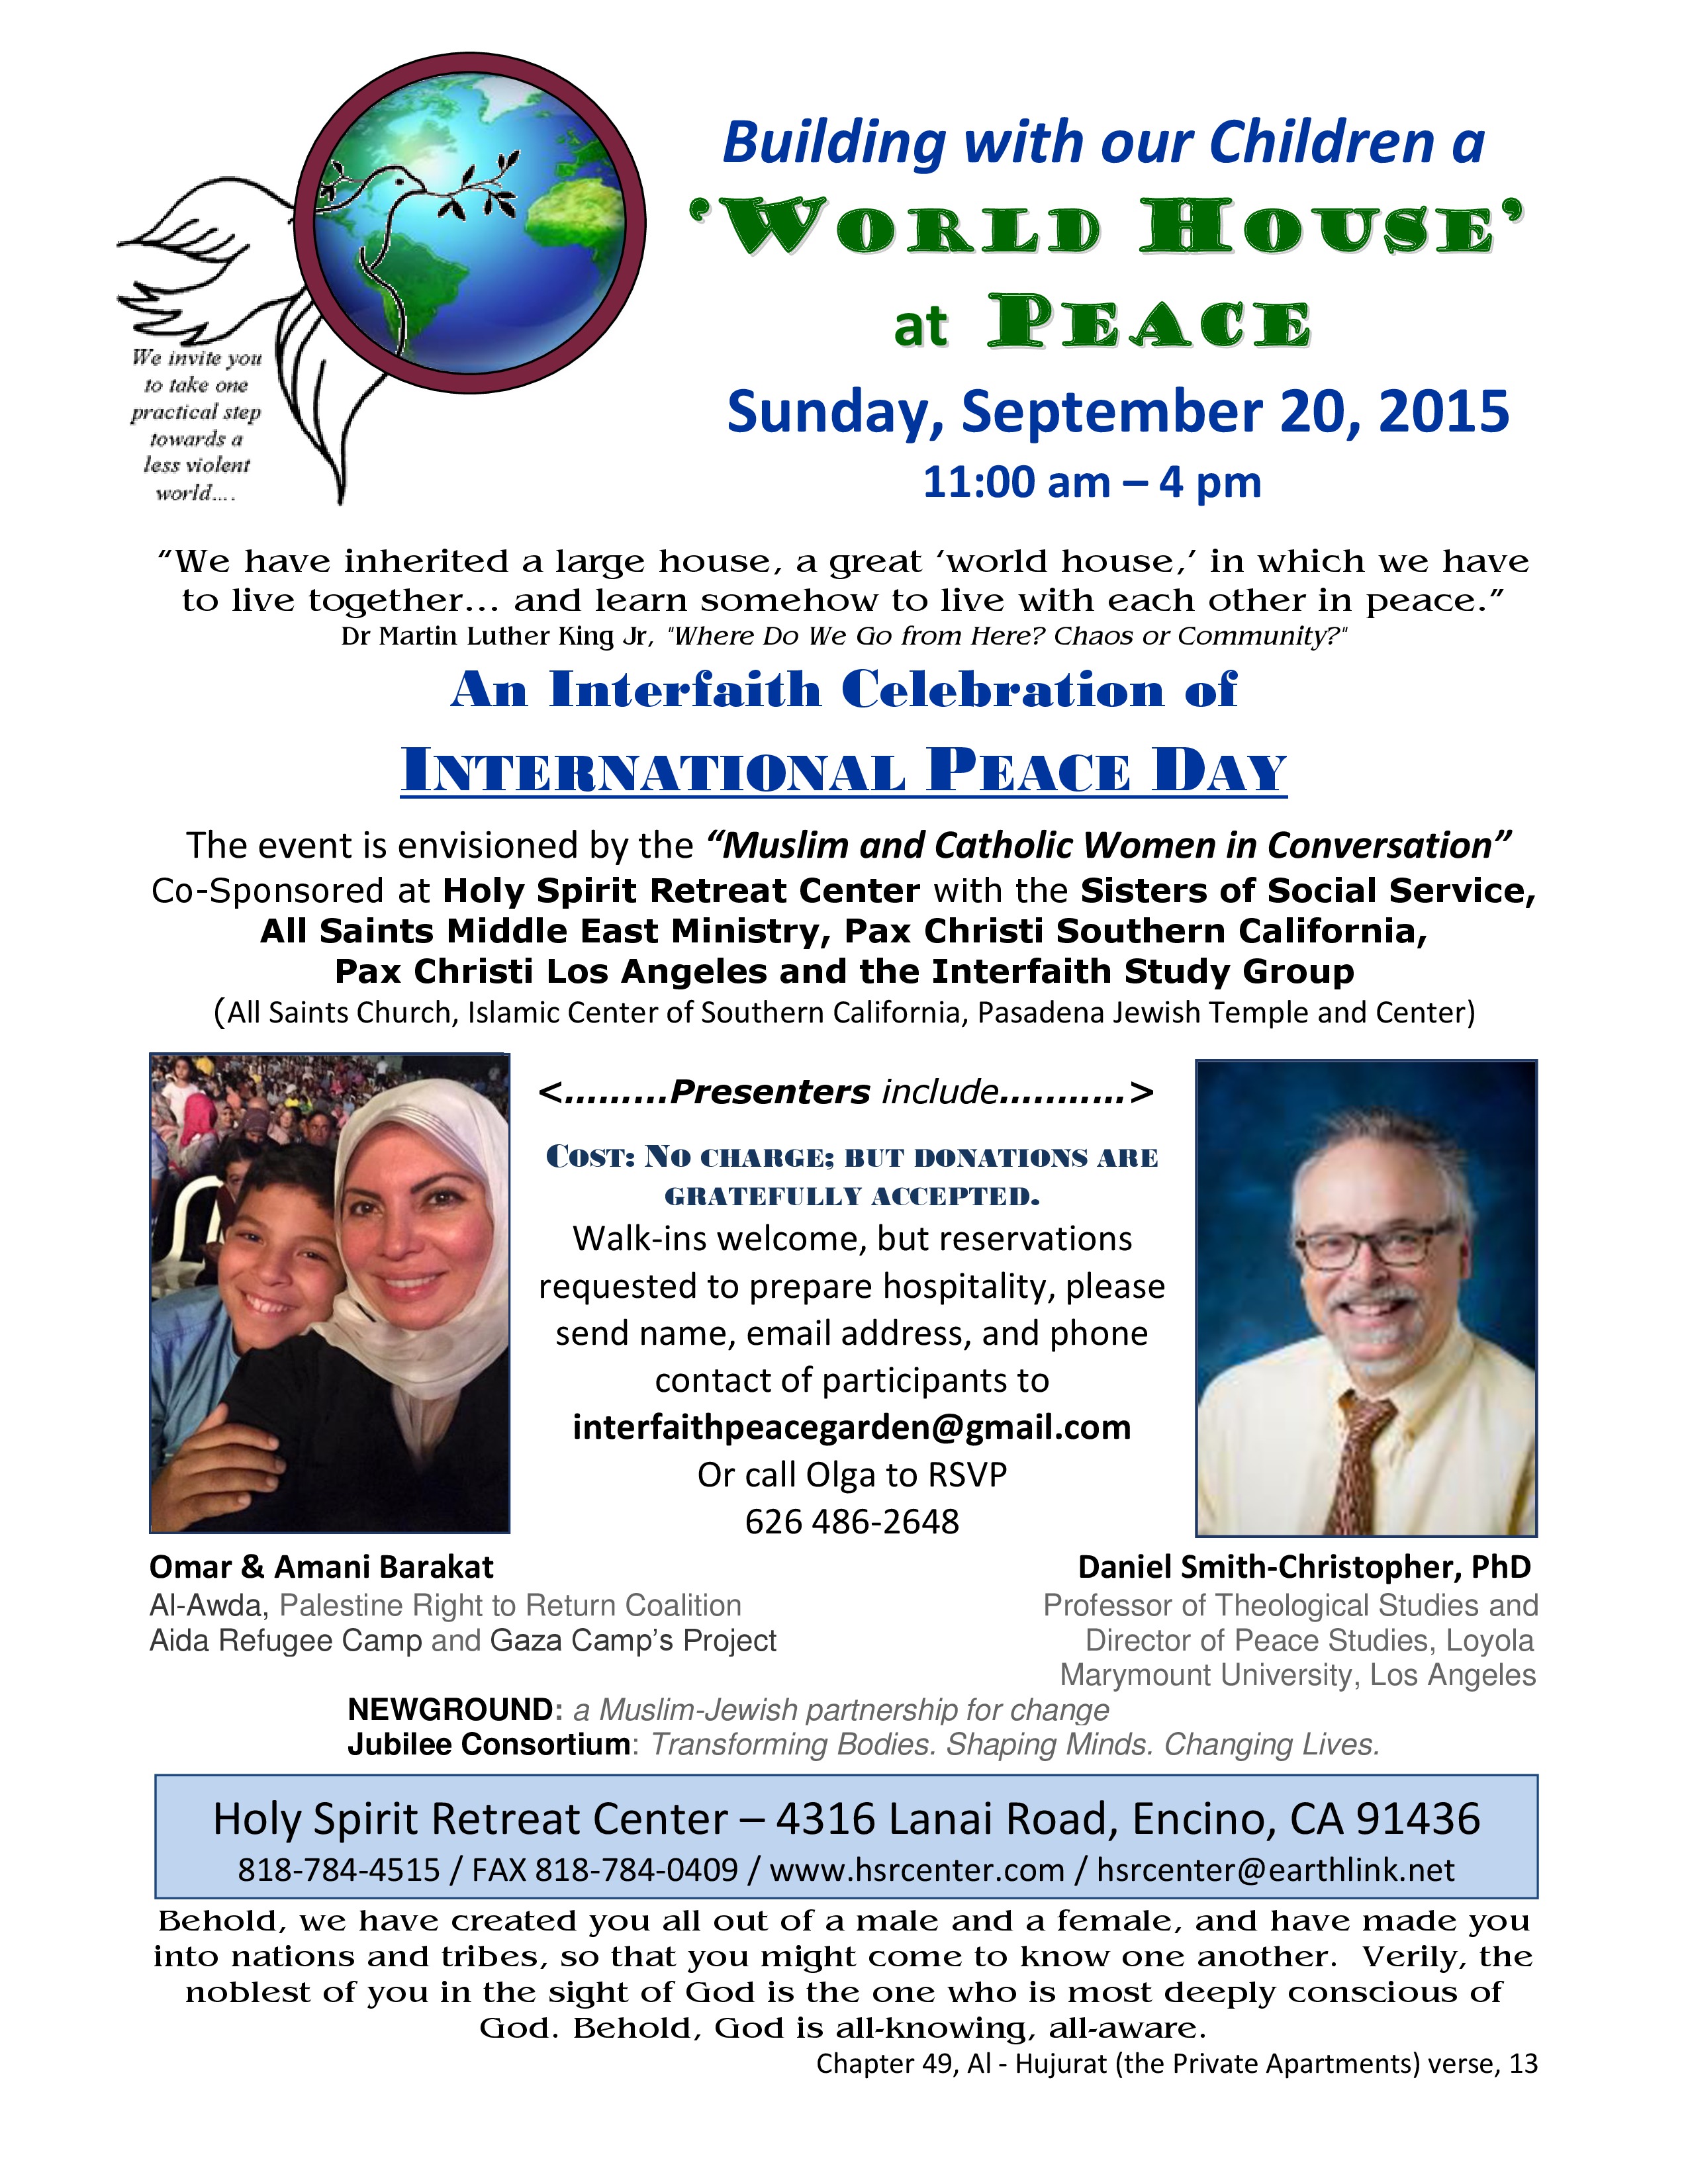 Building with our Children a
‘WORLD HOUSE’
at PEACE
Sunday, September 20, 2015
11:00 am – 4 pm
We invite you
to take one
practical step
towards a
less violent
world....
“We have inherited a large house, a great ‘world house,’ in which we have
to live together... and learn somehow to live with each other in peace.”
Dr Martin Luther King Jr, "Where Do We Go from Here? Chaos or Community?"
An Interfaith Celebration of
INTERNATIONAL PEACE DAY
The event is envisioned by the “Muslim and Catholic Women in Conversation”
Co-Sponsored at Holy Spirit Retreat Center with the Sisters of Social Service,
All Saints Middle East Ministry, Pax Christi Southern California,
Pax Christi Los Angeles and the Interfaith Study Group
(All Saints Church, Islamic Center of Southern California, Pasadena Jewish Temple and Center)
<.........Presenters include...........>
COST: NO CHARGE; BUT DONATIONS ARE
GRATEFULLY ACCEPTED.
Walk-ins welcome, but reservations
requested to prepare hospitality, please
send name, email address, and phone
contact of participants to
interfaithpeacegarden@gmail.com
Or call Olga to RSVP
626 486-2648
Omar & Amani Barakat
Al-Awda, Palestine Right to Return Coalition
Aida Refugee Camp and Gaza Camp’s Project
Daniel Smith-Christopher, PhD
Professor of Theological Studies and
Director of Peace Studies, Loyola
Marymount University, Los Angeles
NEWGROUND: a Muslim-Jewish partnership for change
Jubilee Consortium: Transforming Bodies. Shaping Minds. Changing Lives.
Holy Spirit Retreat Center – 4316 Lanai Road, Encino, CA 91436
818-784-4515 / FAX 818-784-0409 / www.hsrcenter.com / hsrcenter@earthlink.net
Behold, we have created you all out of a male and a female, and have made you
into nations and tribes, so that you might come to know one another. Verily, the
noblest of you in the sight of God is the one who is most deeply conscious of
God. Behold, God is all-knowing, all-aware.
Chapter 49, Al - Hujurat (the Private Apartments) verse, 13